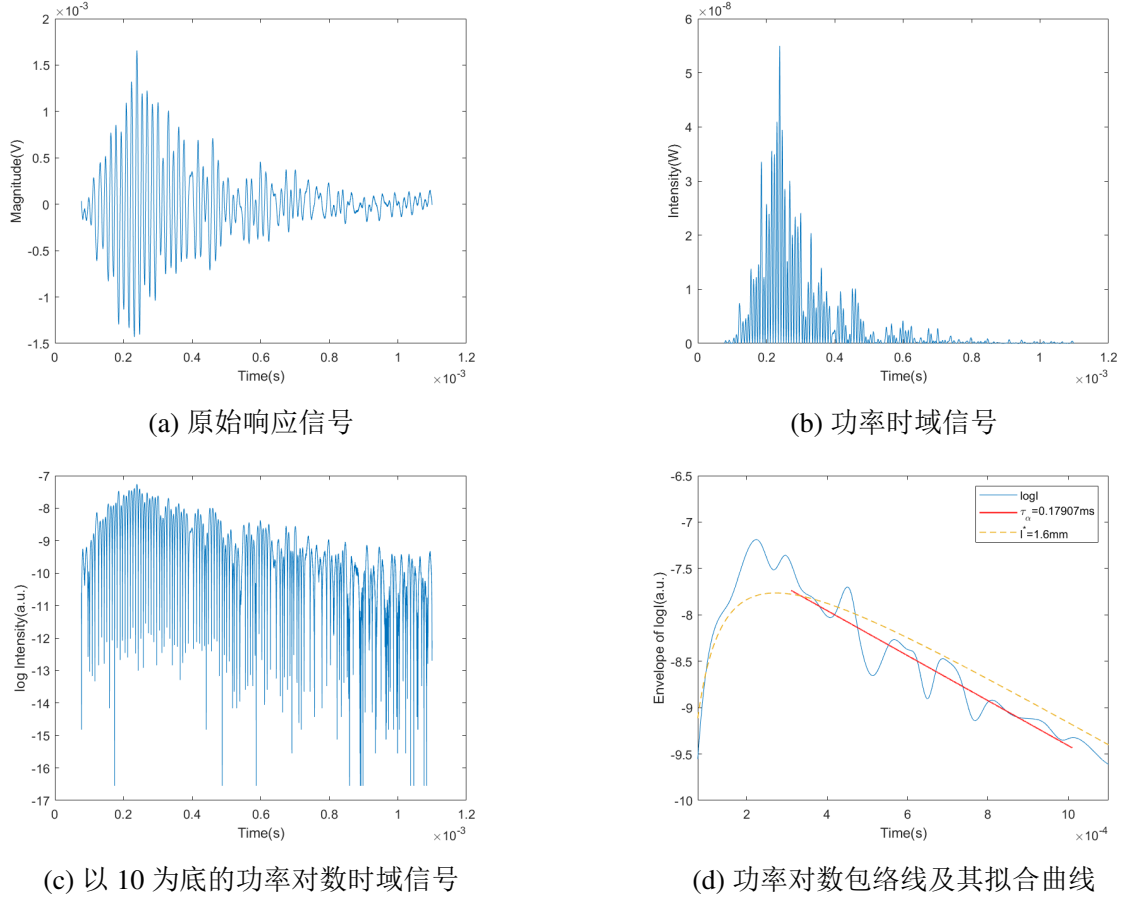 ×10⁻³
2
1.5
1
0.5
0
-0.5
-1
-1.5
Magnitude(V)
0 0.2 0.4 0.6 0.8 1 1.2
Time(s)
×10⁻³
(a) 原始响应信号
×10⁻⁸
6
5
4
3
2
1
0
Intensity(W)
0 0.2 0.4 0.6 0.8 1 1.2
Time(s)
×10⁻³
(b) 功率时域信号
-7
-8
-9
-10
-11
-12
-13
-14
-15
-16
-17
log Intensity(a.u.)
0 0.2 0.4 0.6 0.8 1 1.2
Time(s)
×10⁻³
(c) 以 10 为底的功率对数时域信号
-6.5
-7
-7.5
-8
-8.5
-9
-9.5
-10
Envelope of logI(a.u.)
logI
τ_α=0.17907ms
l*=1.6mm
2 4 6 8 10
Time(s)
×10⁻⁴
(d) 功率对数包络线及其拟合曲线